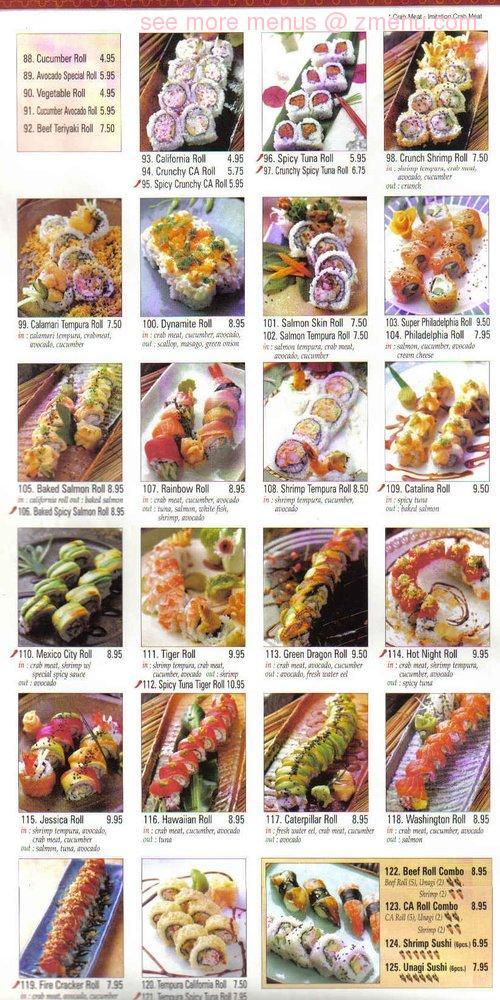 see more menus @ zmenu.com
* Crab Meat - Imitation Crab Meat
88. Cucumber Roll 4.95
89. Avocado Special Roll 5.95
90. Vegetable Roll 4.95
91. Cucumber Avocado Roll 5.95
92. Beef Teriyaki Roll 7.50
93. California Roll 4.95
94. Crunchy CA Roll 5.75
95. Spicy Crunchy CA Roll 5.95
96. Spicy Tuna Roll 5.95
97. Crunchy Spicy Tuna Roll 6.75
98. Crunch Shrimp Roll 7.50
in : shrimp tempura, crab meat,
avocado, cucumber
out : crunch
99. Calamari Tempura Roll 7.50
in : calamari tempura, crabmeat,
avocado, cucumber
100. Dynamite Roll 8.95
in : crab meat, cucumber, avocado,
out : scallop, masago, green onion
101. Salmon Skin Roll 7.50
102. Salmon Tempura Roll 7.50
in : salmon tempura, crab meat,
avocado, cucumber
103. Super Philadelphia Roll 9.50
104. Philadelphia Roll 7.95
in : salmon, cucumber, avocado
cream cheese
105. Baked Salmon Roll 8.95
in : california roll out : baked salmon
106. Baked Spicy Salmon Roll 8.95
107. Rainbow Roll 8.95
in : crab meat, cucumber, avocado
out : tuna, salmon, white fish,
shrimp, avocado
108. Shrimp Tempura Roll 8.50
in : shrimp tempura, crab meat,
cucumber, avocado
109. Catalina Roll 9.50
in : spicy tuna
out : baked salmon
110. Mexico City Roll 8.95
in : crab meat, shrimp w/
special spicy sauce
out : avocado
111. Tiger Roll 9.95
in : shrimp tempura, crab meat,
cucumber, avocado out : shrimp
112. Spicy Tuna Tiger Roll 10.95
113. Green Dragon Roll 9.50
in : crab meat, avocado, cucumber
out : avocado, fresh water eel
114. Hot Night Roll 9.95
in : crab meat, shrimp tempura,
cucumber, avocado
out : spicy tuna
115. Jessica Roll 9.95
in : shrimp tempura, avocado,
crab meat, cucumber
out : salmon, tuna, avocado
116. Hawaiian Roll 8.95
in : crab meat, cucumber, avocado
out : tuna
117. Caterpillar Roll 8.95
in : fresh water eel, crab meat, cucumber
out : avocado
118. Washington Roll 8.95
in : crab meat, cucumber, avocado
out : salmon
119. Fire Cracker Roll 7.95
in : crab meat, avocado, cucumber
120. Tempura California Roll 7.50
121. Tempura Spicy Tuna Roll 7.95
122. Beef Roll Combo 8.95
Beef Roll (5), Unagi (2)
Shrimp (2)
123. CA Roll Combo 8.95
CA Roll (5), Unagi (2)
Shrimp (2)
124. Shrimp Sushi (6pcs.) 6.95
125. Unagi Sushi (6pcs.) 7.95